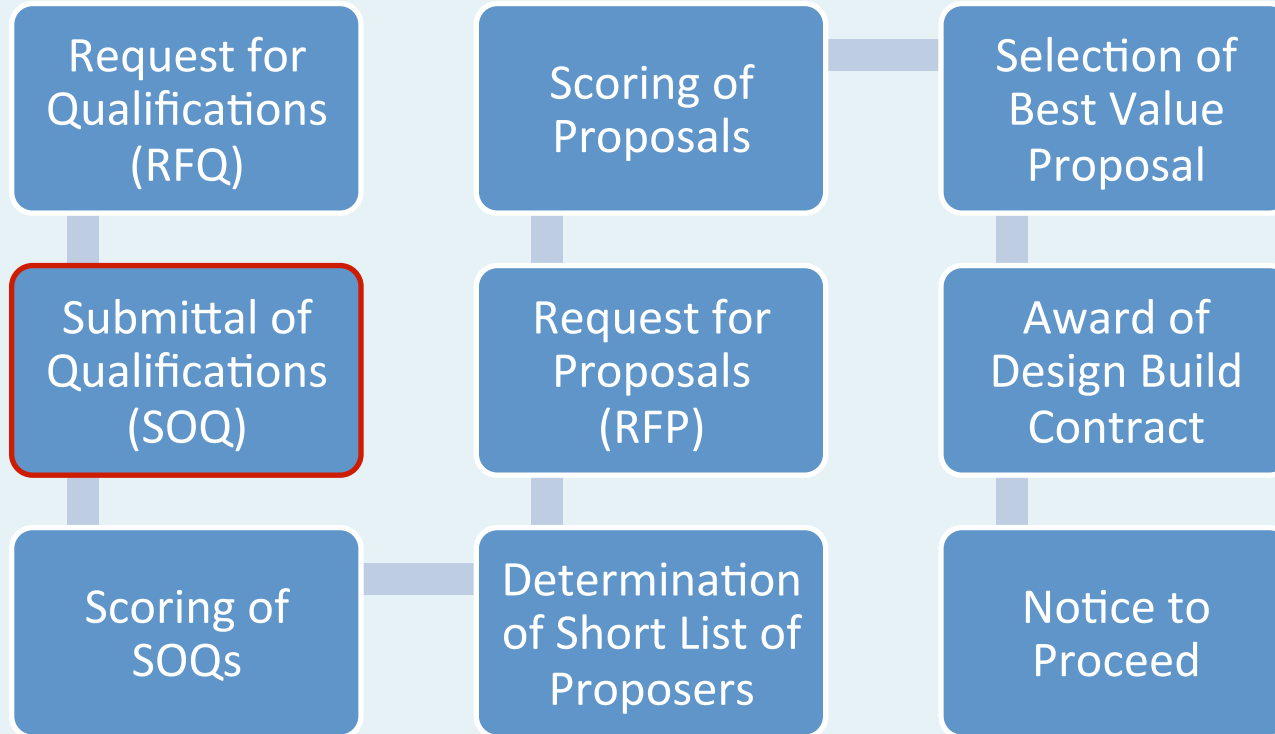 Request for
Qualifications
(RFQ)
Submittal of
Qualifications
(SOQ)
Scoring of
SOQs
Determination
of Short List of
Proposers
Request for
Proposals
(RFP)
Scoring of
Proposals
Selection of
Best Value
Proposal
Award of
Design Build
Contract
Notice to
Proceed